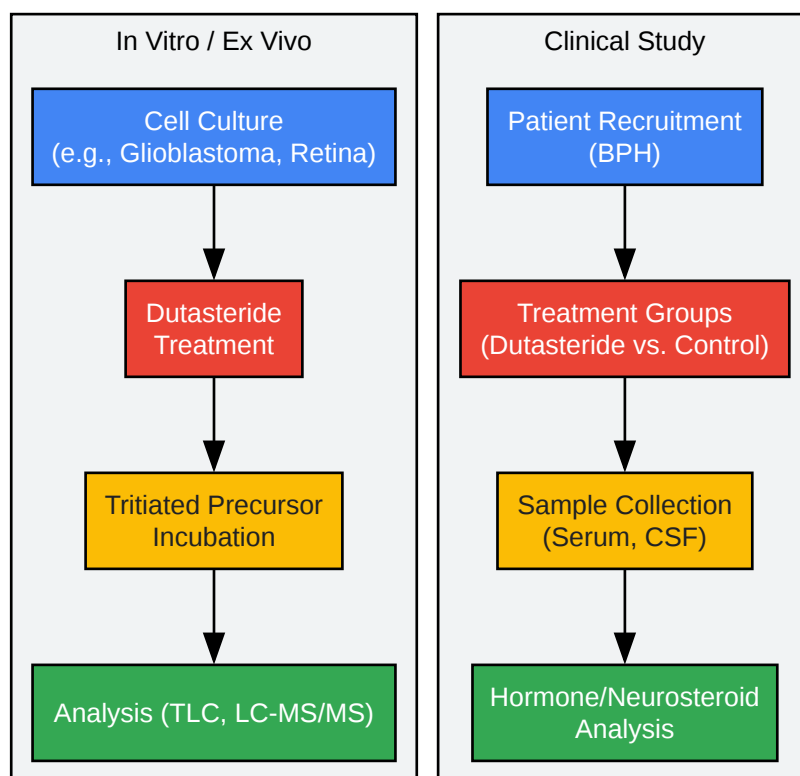 In Vitro / Ex Vivo
Cell Culture
(e.g., Glioblastoma, Retina)
Dutasteride
Treatment
Tritiated Precursor
Incubation
Analysis (TLC, LC-MS/MS)
Clinical Study
Patient Recruitment
(BPH)
Treatment Groups
(Dutasteride vs. Control)
Sample Collection
(Serum, CSF)
Hormone/Neurosteroid
Analysis